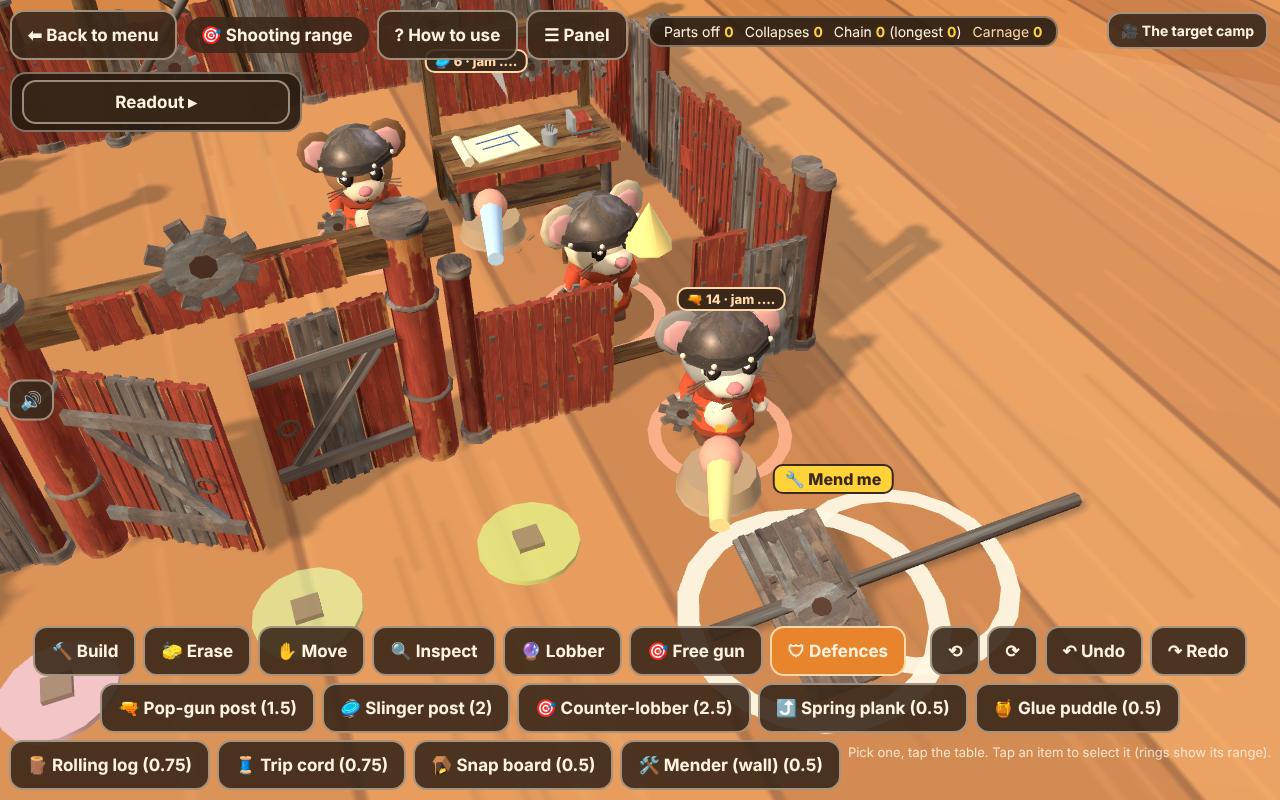 ⬅ Back to menu
🎯 Shooting range
? How to use
☰ Panel
Parts off 0 Collapses 0 Chain 0 (longest 0) Carnage 0
🎥 The target camp
6 · jam ....
Readout ▸
14 · jam ....
🔧 Mend me
🔨 Build
🧽 Erase
✋ Move
🔍 Inspect
🔮 Lobber
🎯 Free gun
🛡 Defences
⟲
⟳
↶ Undo
↷ Redo
🔫 Pop-gun post (1.5)
Slinger post (2)
🎯 Counter-lobber (2.5)
⤴ Spring plank (0.5)
🍯 Glue puddle (0.5)
🪵 Rolling log (0.75)
🧵 Trip cord (0.75)
🪤 Snap board (0.5)
🛠 Mender (wall) (0.5)
Pick one, tap the table. Tap an item to select it (rings show its range).